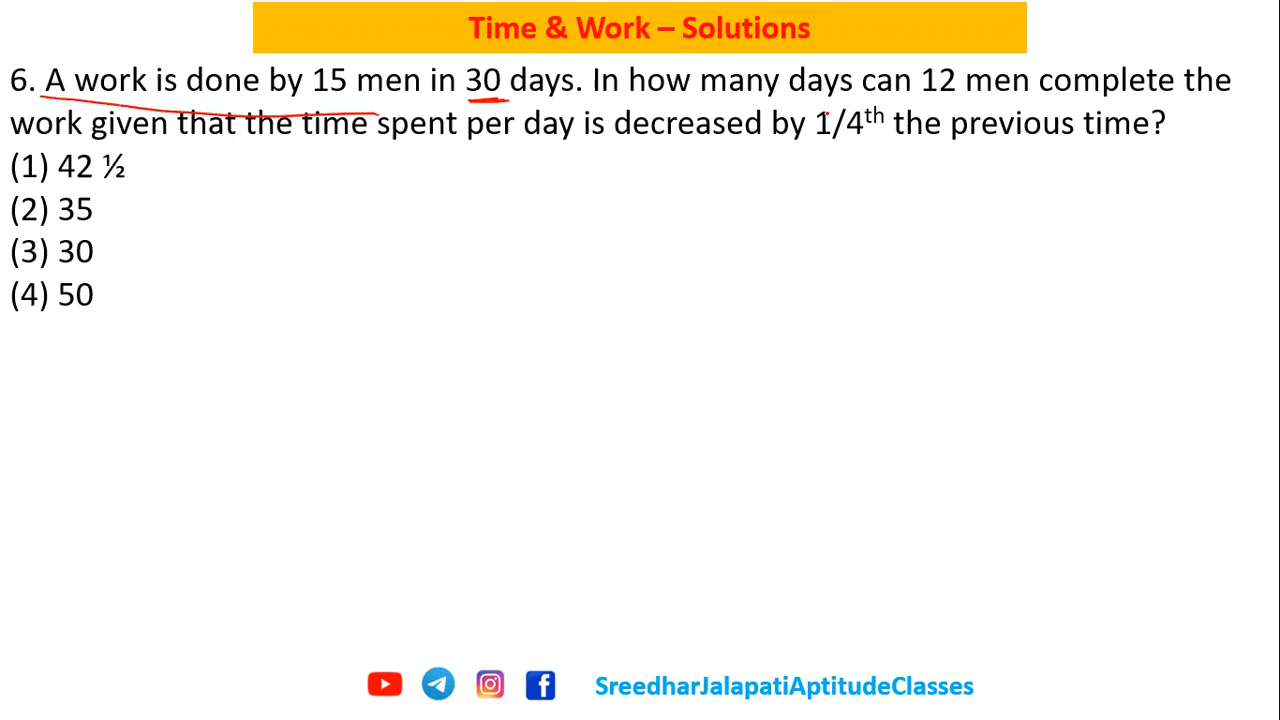 Time & Work – Solutions
6. A work is done by 15 men in 30 days. In how many days can 12 men complete the
work given that the time spent per day is decreased by 1/4th the previous time?
(1) 42 ½
(2) 35
(3) 30
(4) 50
SreedharJalapatiAptitudeClasses